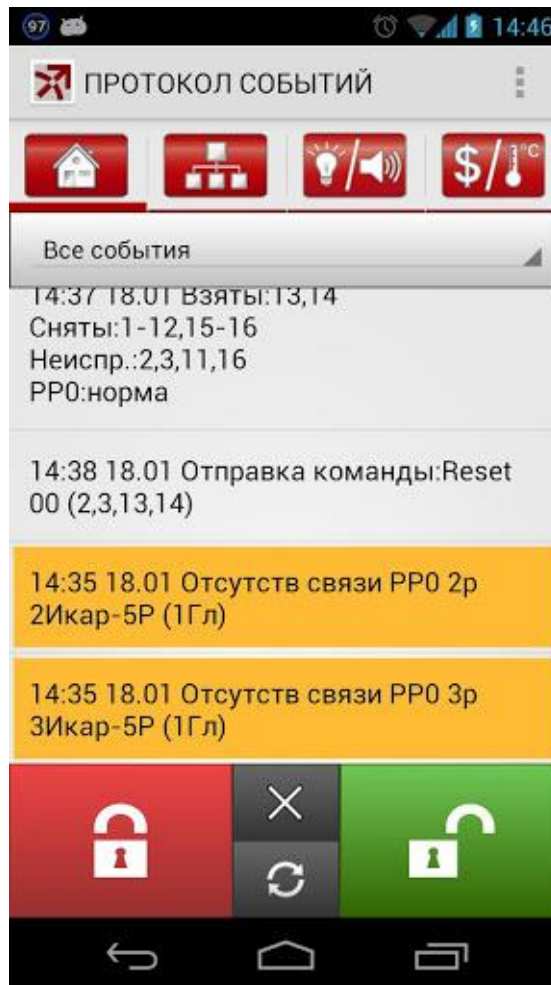 97
14:46
ПРОТОКОЛ СОБЫТИЙ
$/ °C
Все события
14:37 18.01 Взяты:13,14
Сняты:1-12,15-16
Неиспр.:2,3,11,16
PP0:норма
14:38 18.01 Отправка команды:Reset
00 (2,3,13,14)
14:35 18.01 Отсутств связи PP0 2р
2Икар-5Р (1Гл)
14:35 18.01 Отсутств связи PP0 3р
3Икар-5Р (1Гл)